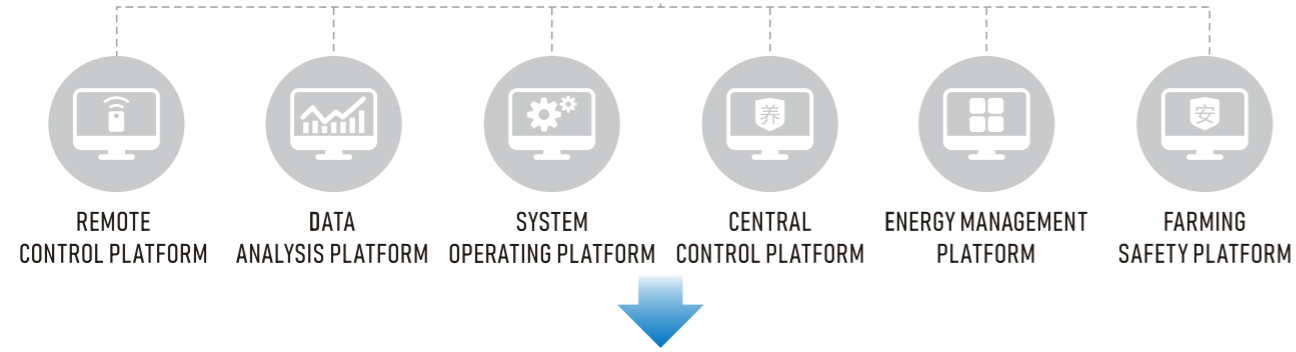 养
安
REMOTE
CONTROL PLATFORM
DATA
ANALYSIS PLATFORM
SYSTEM
OPERATING PLATFORM
CENTRAL
CONTROL PLATFORM
ENERGY MANAGEMENT
PLATFORM
FARMING
SAFETY PLATFORM